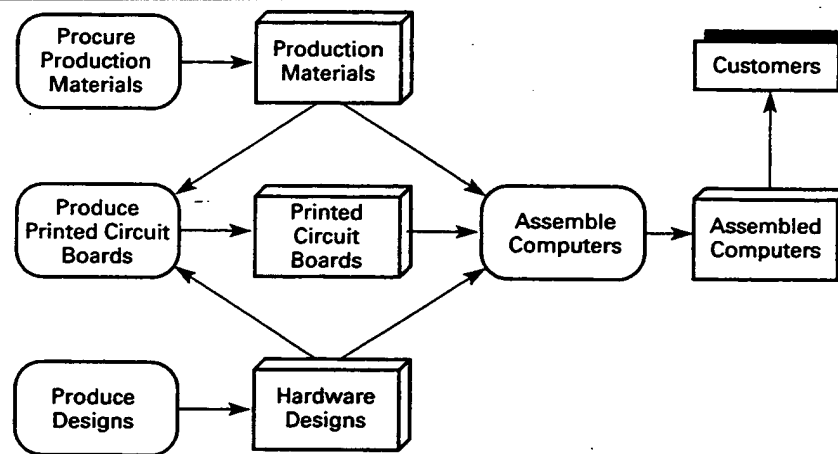 Procure
Production
Materials
Production
Materials
Customers
Produce
Printed Circuit
Boards
Printed
Circuit
Boards
Assemble
Computers
Assembled
Computers
Produce
Designs
Hardware
Designs